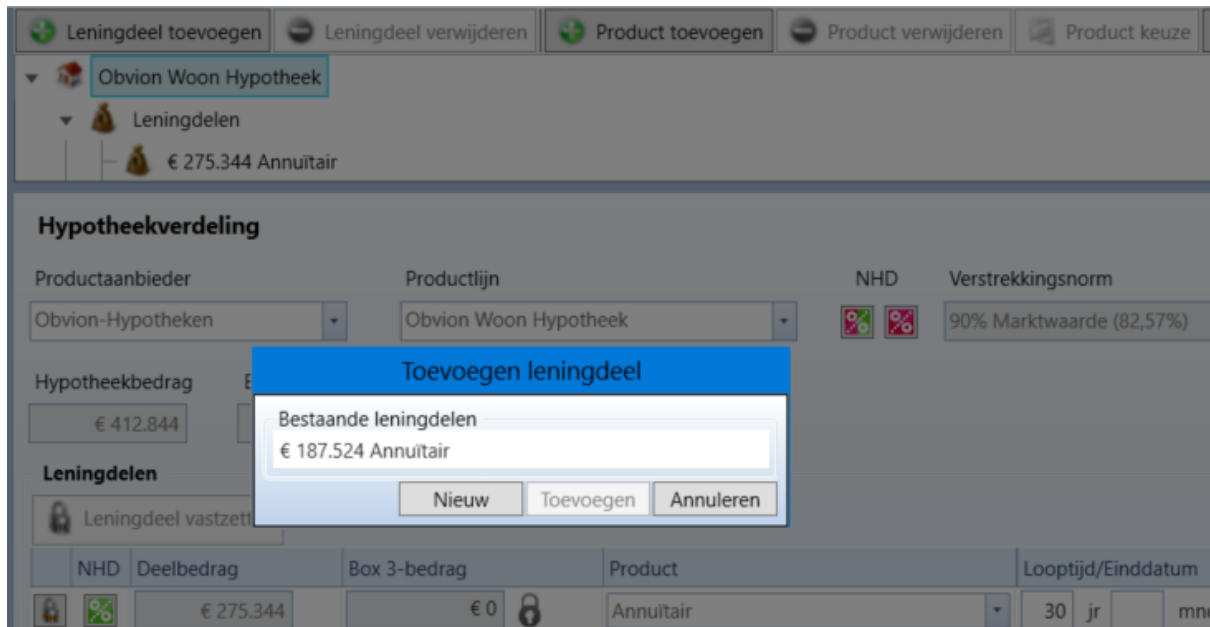 Leningdeel toevoegen Leningdeel verwijderen Product toevoegen Product verwijderen Product keuze
Obvion Woon Hypotheek
Leningdelen
€ 275.344 Annuïtair
Hypotheekverdeling
Productaanbieder Productlijn NHD Verstrekkingsnorm
Obvion-Hypotheken Obvion Woon Hypotheek 90% Marktwaarde (82,57%)
Toevoegen leningdeel
Hypotheekbedrag
Bestaande leningdelen
€ 412.844
€ 187.524 Annuïtair
Leningdelen
Nieuw Toevoegen Annuleren
Leningdeel vastzett
NHD Deelbedrag Box 3-bedrag Product Looptijd/Einddatum
€ 275.344 € 0 Annuïtair 30 jr mnd